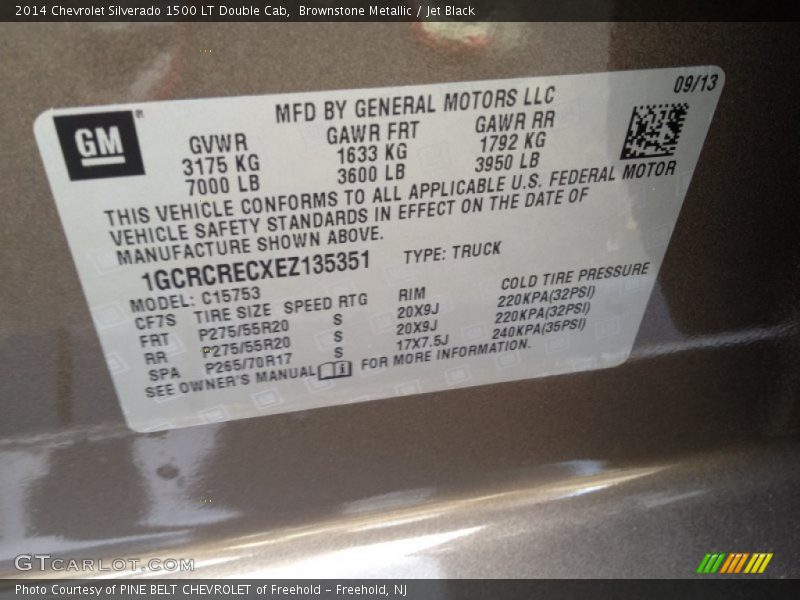 2014 Chevrolet Silverado 1500 LT Double Cab,  Brownstone Metallic / Jet Black
09/13
MFD BY GENERAL MOTORS LLC
GM®
GVWR GAWR FRT GAWR RR
3175 KG 1633 KG 1792 KG
7000 LB 3600 LB 3950 LB
THIS VEHICLE CONFORMS TO ALL APPLICABLE U.S. FEDERAL MOTOR
VEHICLE SAFETY STANDARDS IN EFFECT ON THE DATE OF
MANUFACTURE SHOWN ABOVE.
1GCRCRECXEZ135351 TYPE: TRUCK
MODEL: C15753
CF7S TIRE SIZE SPEED RTG RIM COLD TIRE PRESSURE
FRT P275/55R20 S 20X9J 220KPA(32PSI)
RR P275/55R20 S 20X9J 220KPA(32PSI)
SPA P265/70R17 S 17X7.5J 240KPA(35PSI)
SEE OWNER'S MANUAL FOR MORE INFORMATION.
GTCARLOT.COM
Photo Courtesy of PINE BELT CHEVROLET of Freehold - Freehold, NJ